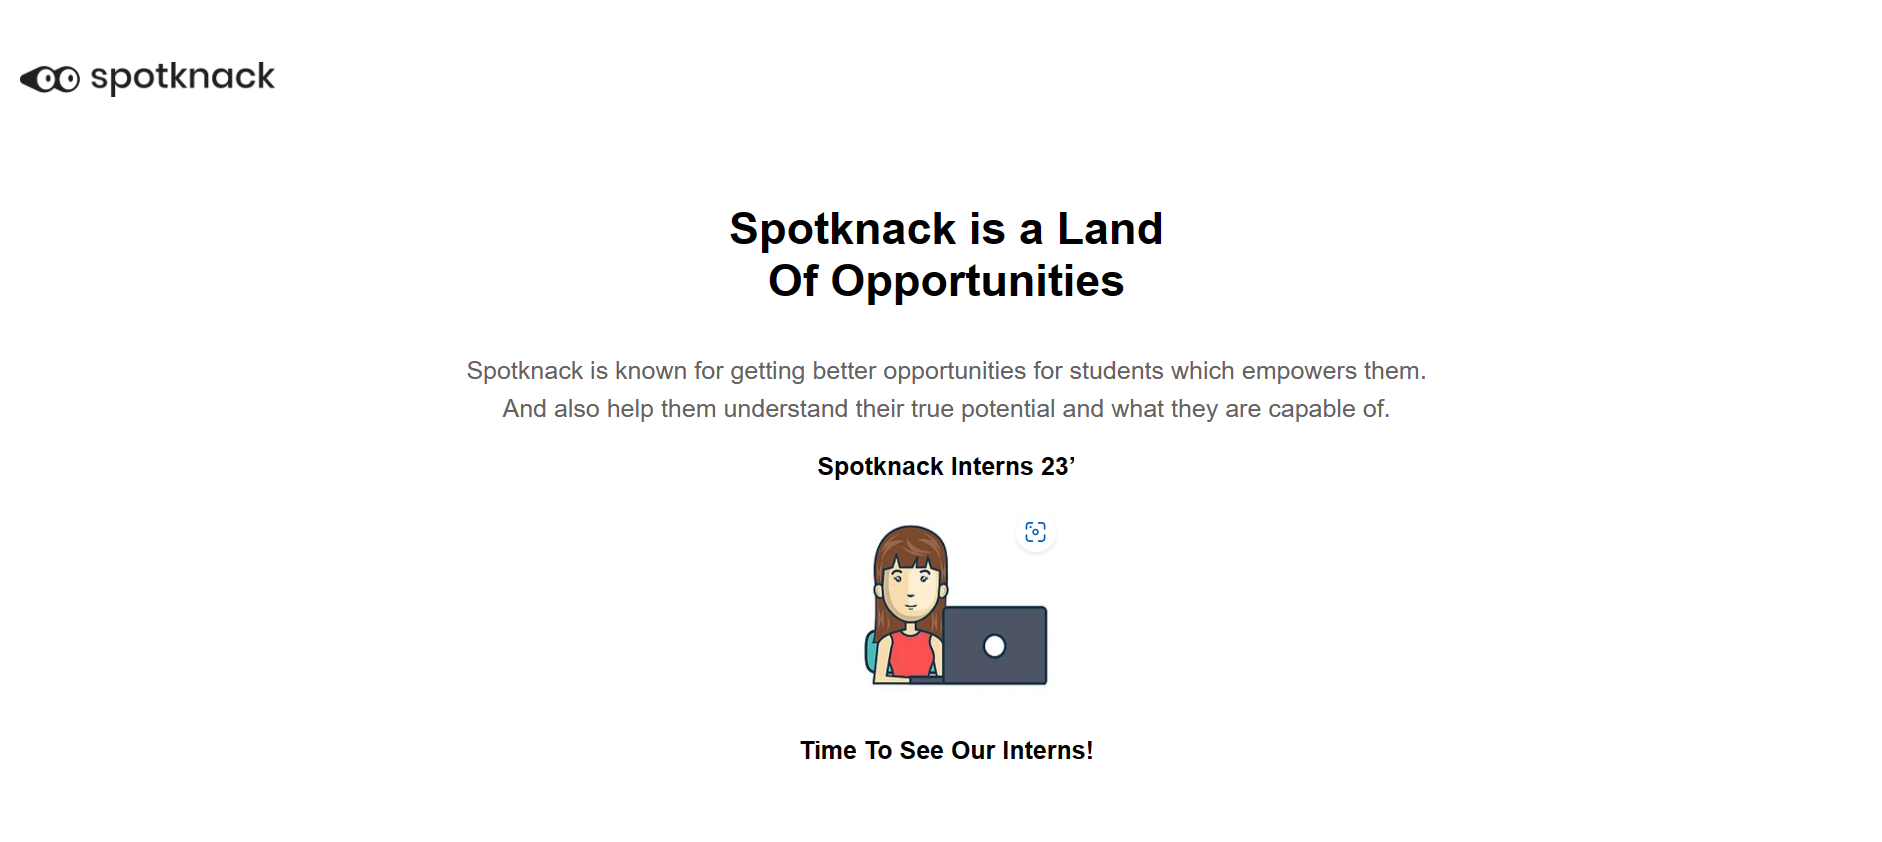 spotknack
Spotknack is a Land
Of Opportunities
Spotknack is known for getting better opportunities for students which empowers them.
And also help them understand their true potential and what they are capable of.
Spotknack Interns 23’
Time To See Our Interns!